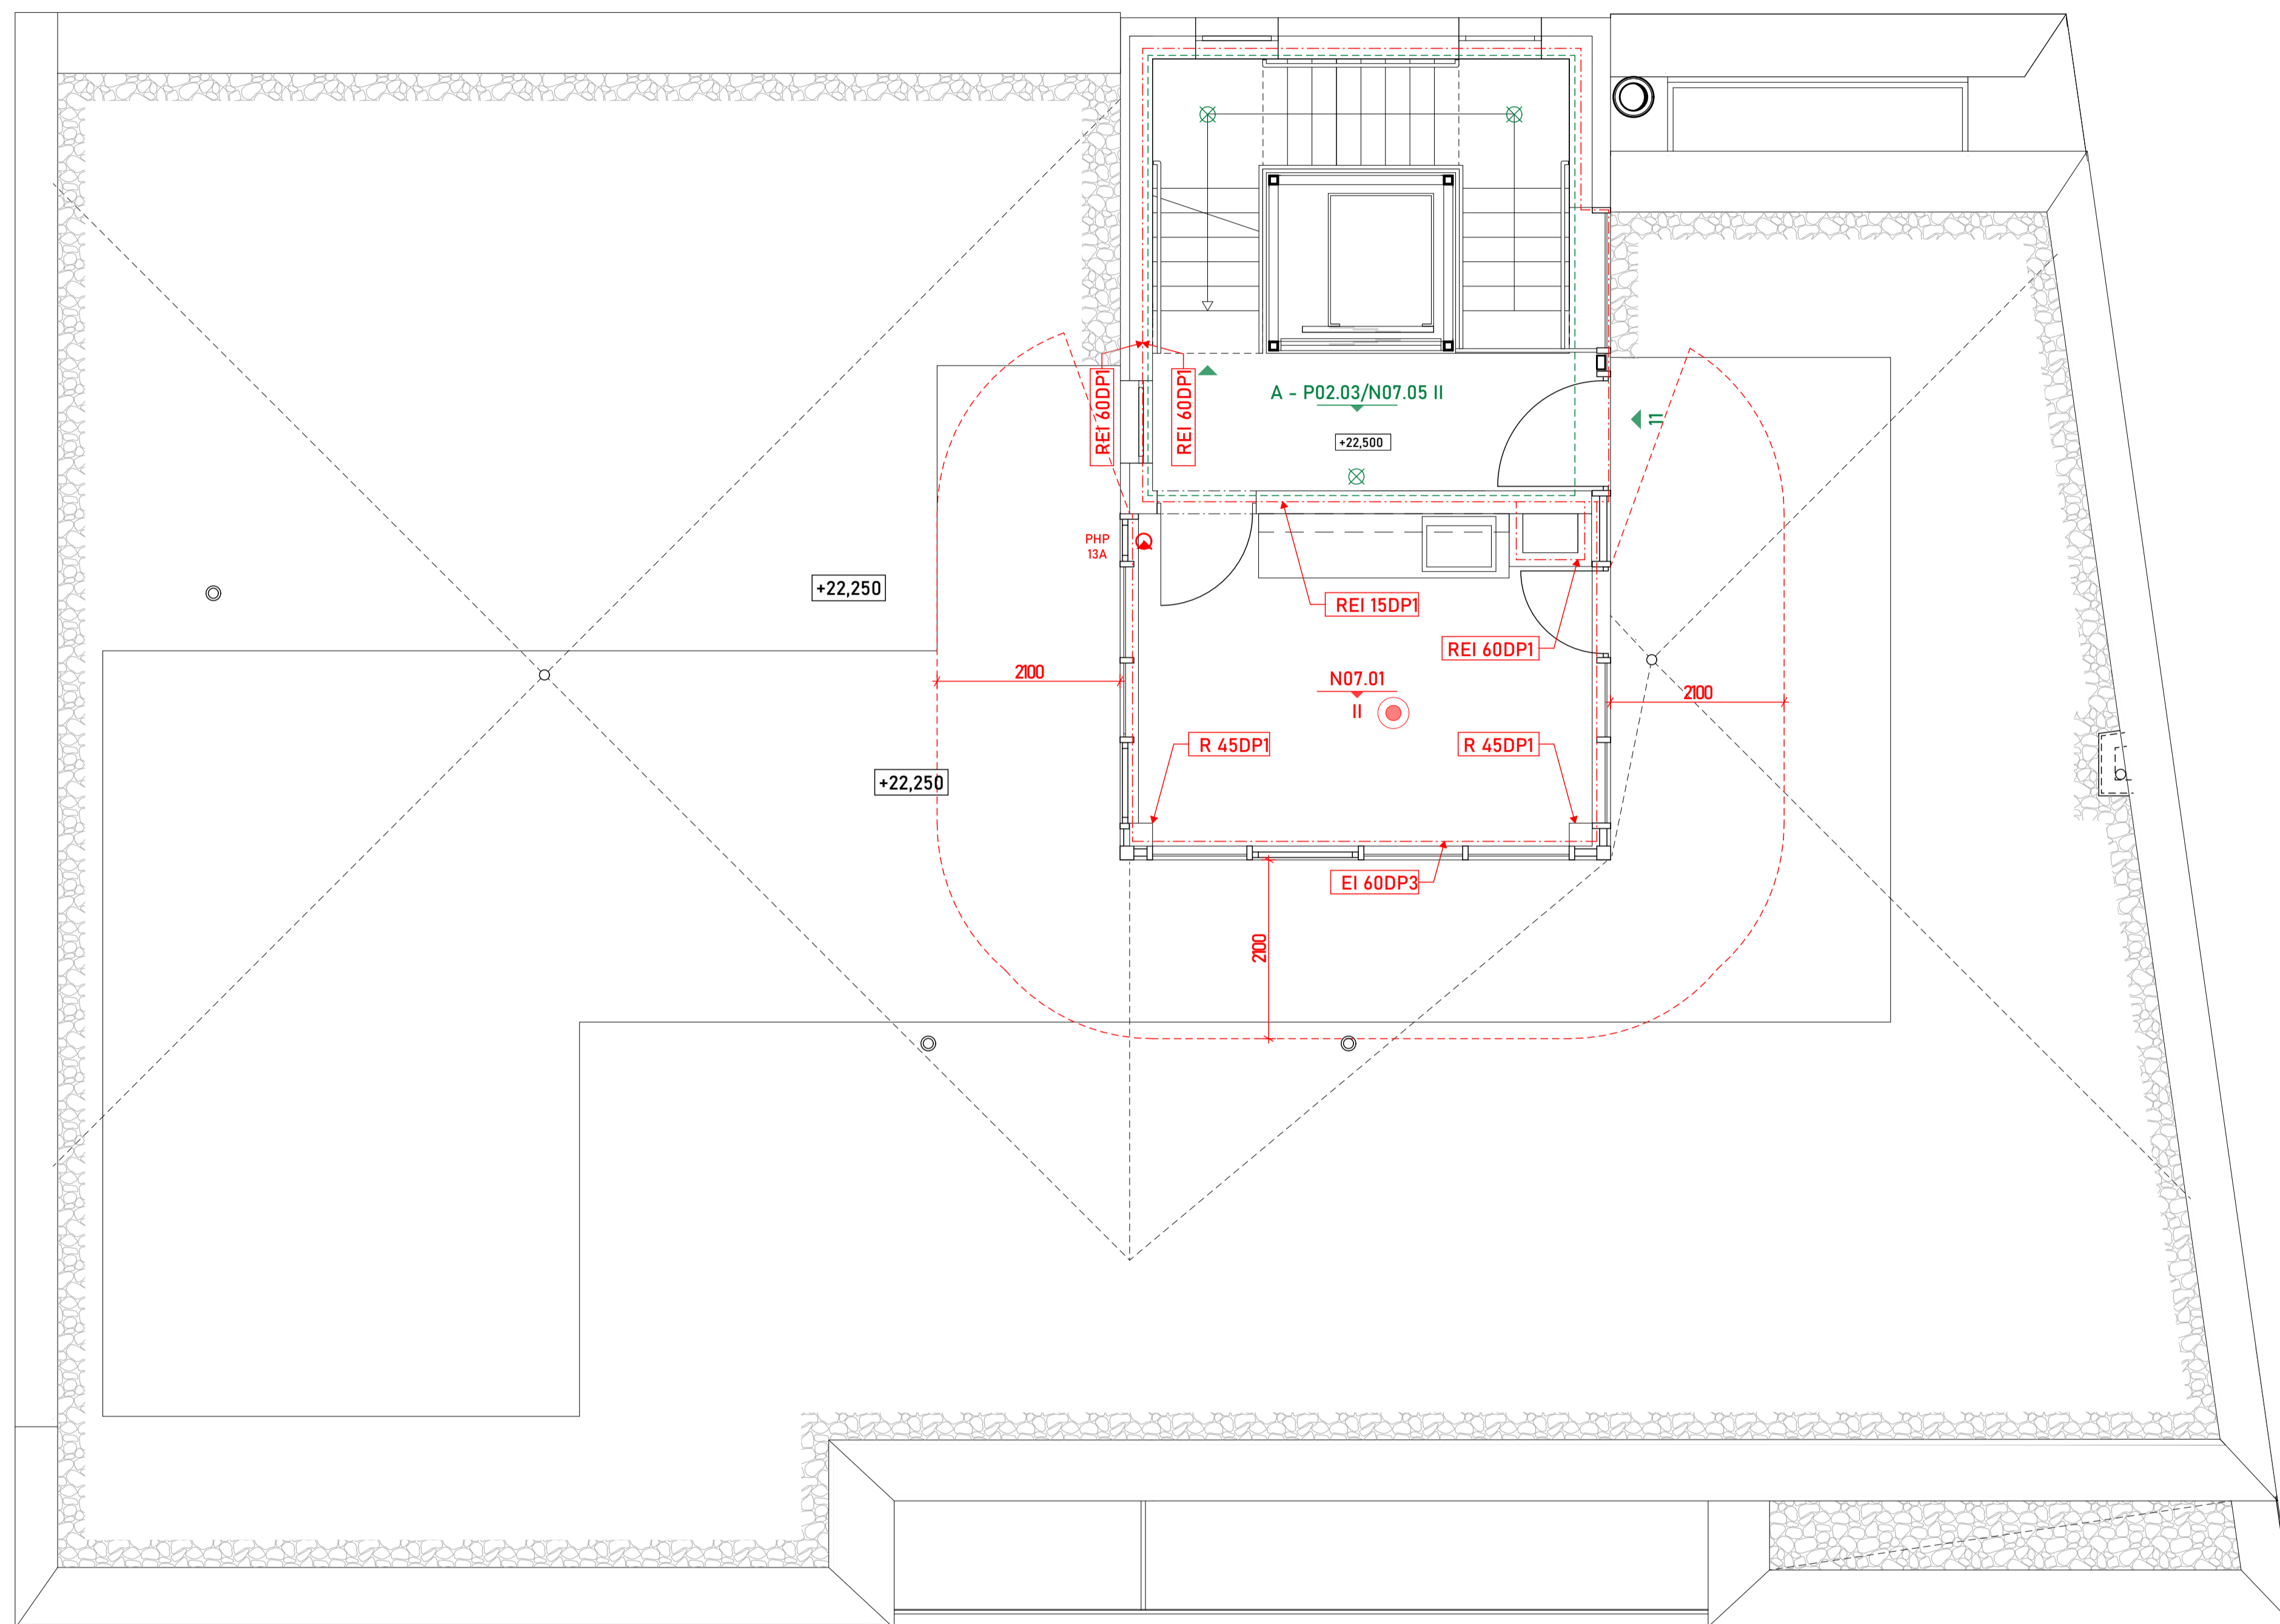 REI 60DP1
REI 60DP1
A - P02.03/N07.05 II
11
+22,500
PHP
13A
+22,250
REI 15DP1
REI 60DP1
2100
N07.01
II
2100
R 45DP1
R 45DP1
+22,250
EI 60DP3
2100